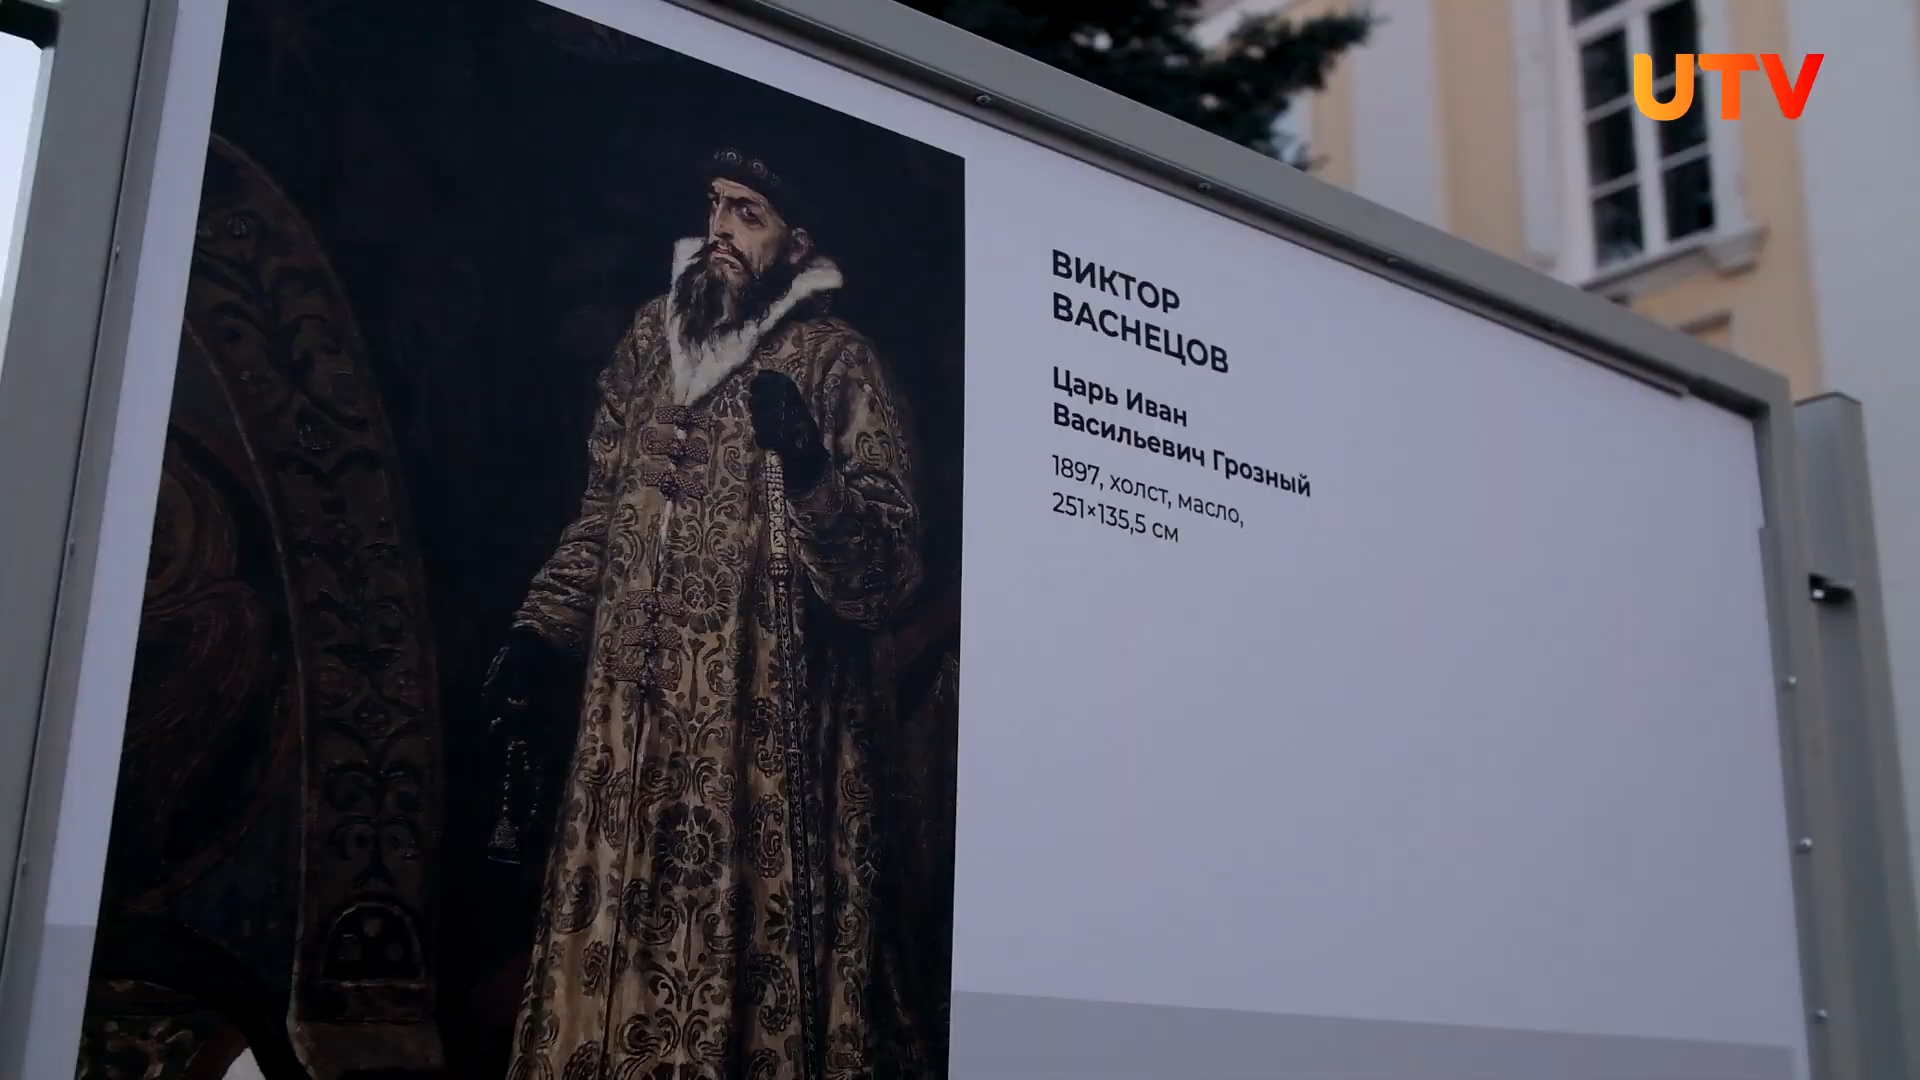 UTV
ВИКТОР
ВАСНЕЦОВ
Царь Иван
Васильевич Грозный
1897, холст, масло,
251×135,5 см